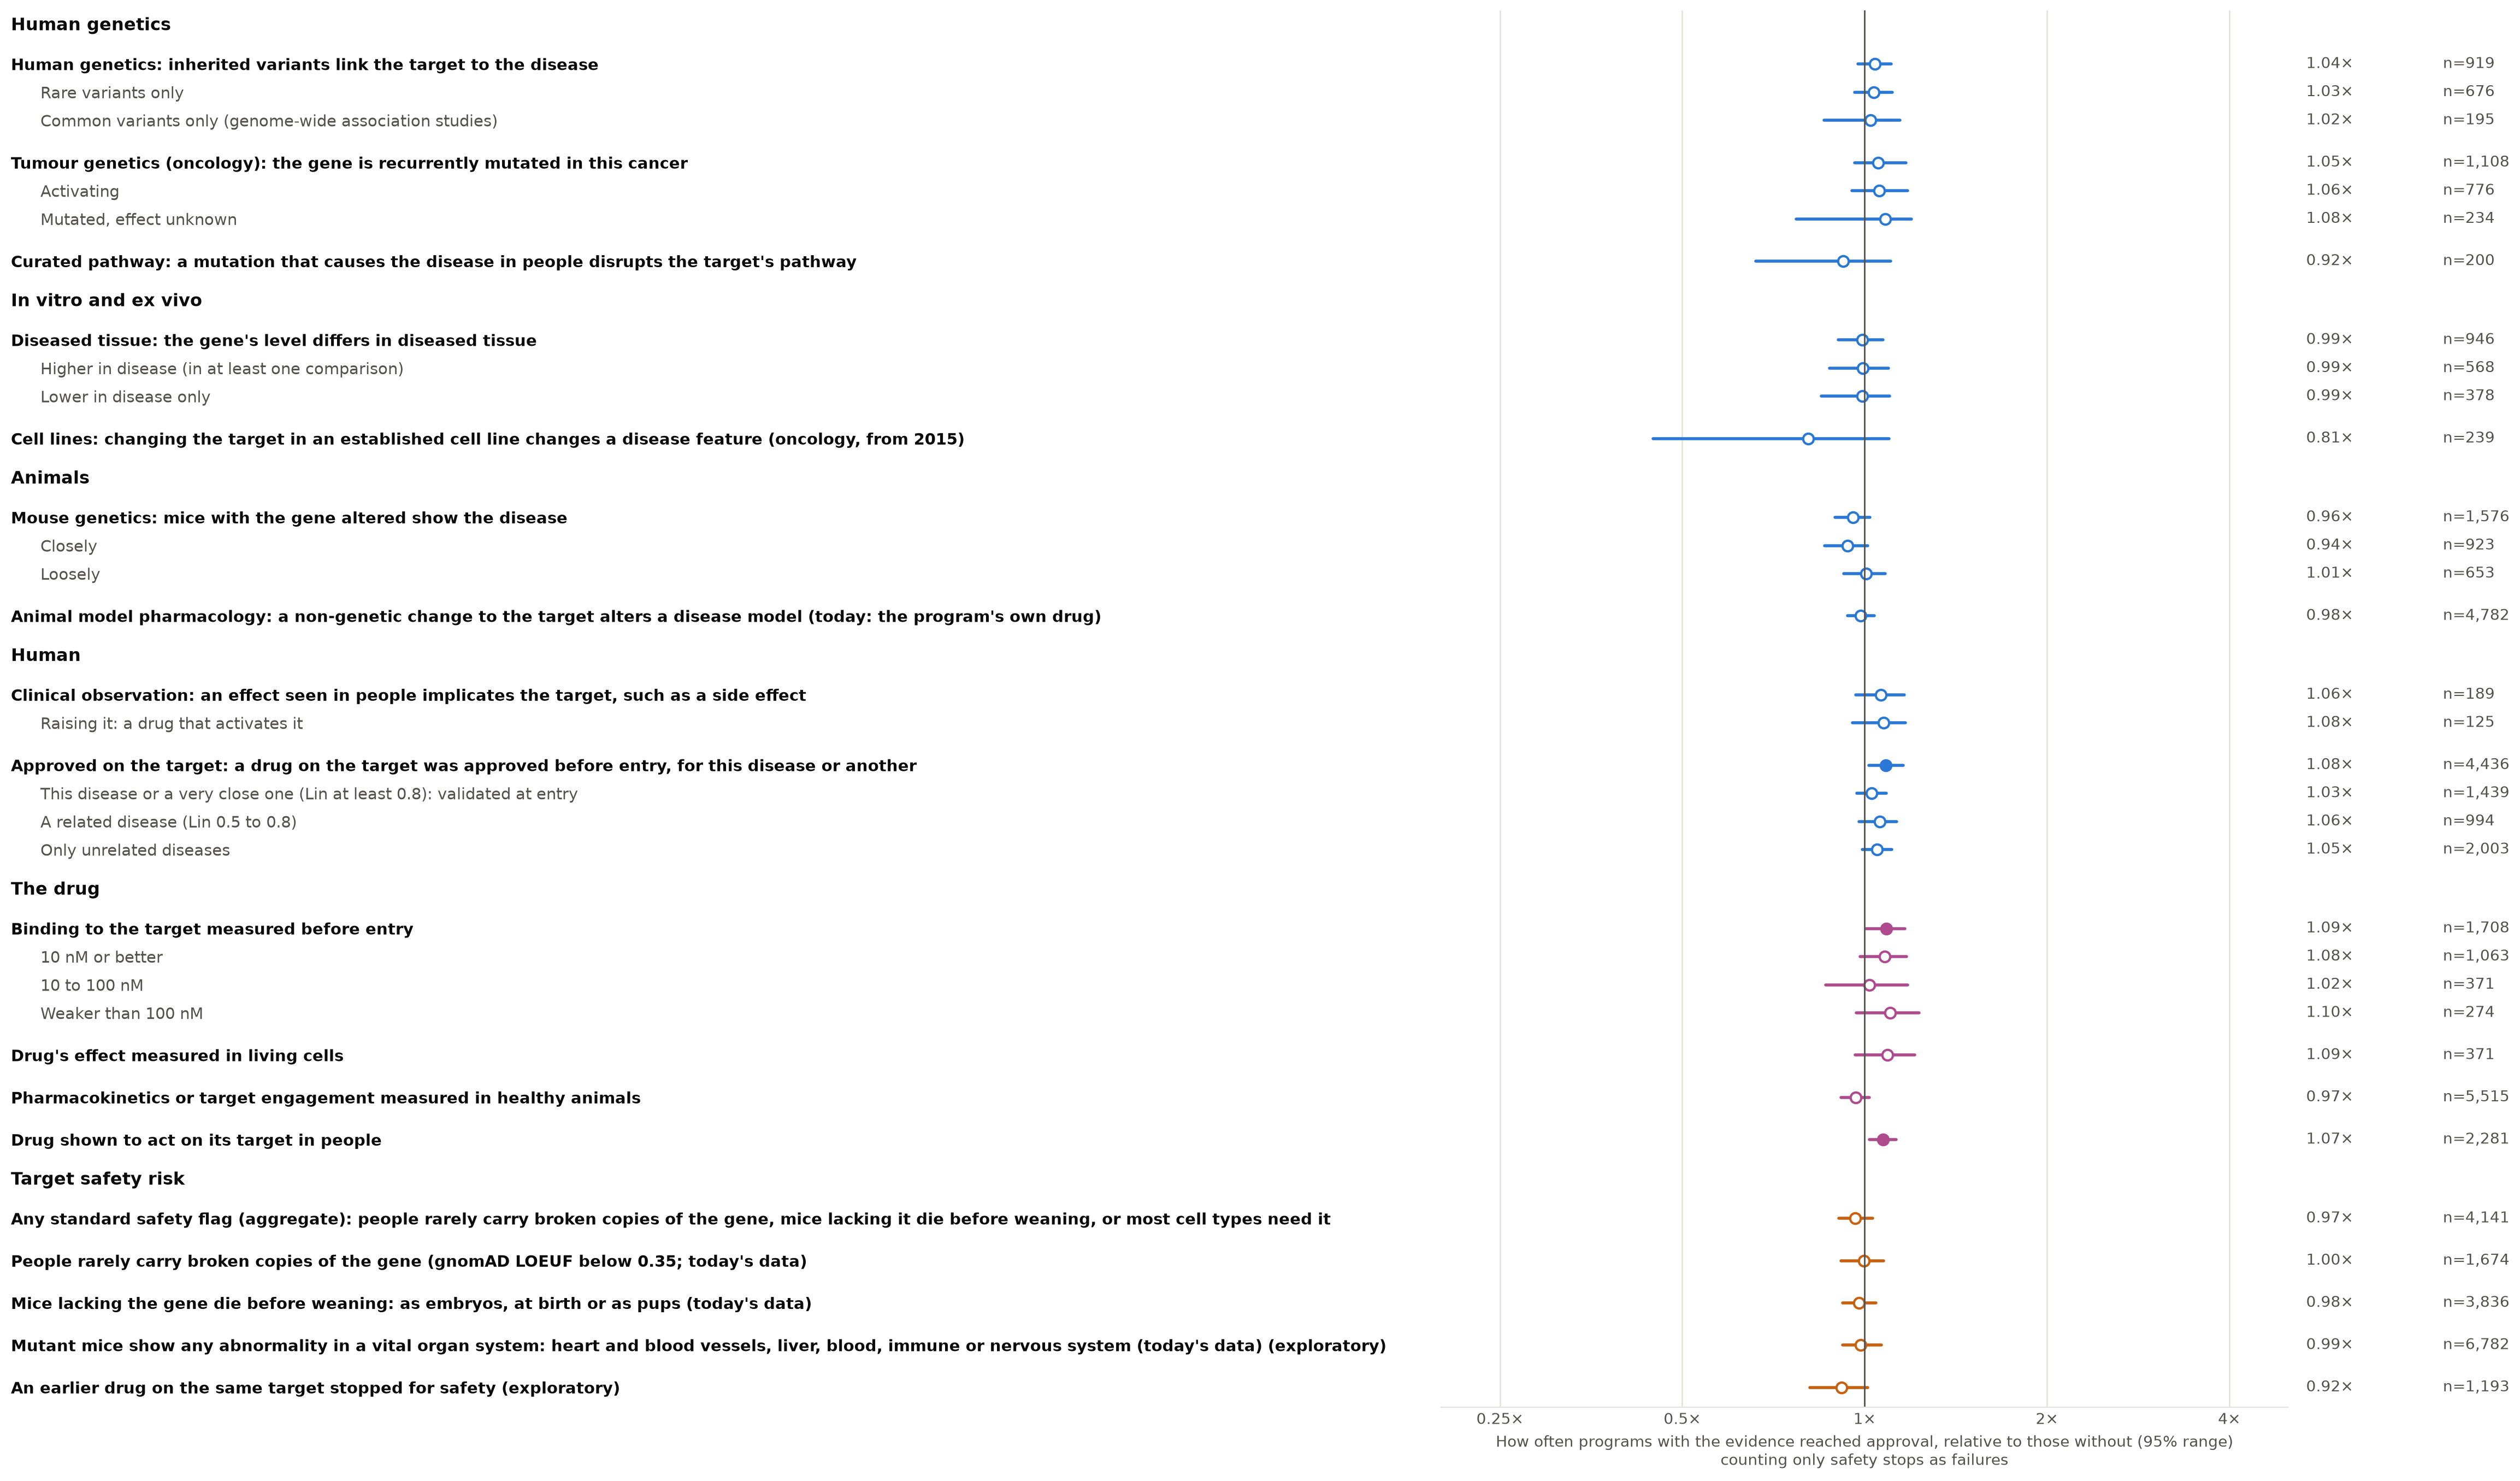 Human genetics
Human genetics: inherited variants link the target to the disease 1.04× n=919
Rare variants only 1.03× n=676
Common variants only (genome-wide association studies) 1.02× n=195
Tumour genetics (oncology): the gene is recurrently mutated in this cancer 1.05× n=1,108
Activating 1.06× n=776
Mutated, effect unknown 1.08× n=234
Curated pathway: a mutation that causes the disease in people disrupts the target's pathway 0.92× n=200
In vitro and ex vivo
Diseased tissue: the gene's level differs in diseased tissue 0.99× n=946
Higher in disease (in at least one comparison) 0.99× n=568
Lower in disease only 0.99× n=378
Cell lines: changing the target in an established cell line changes a disease feature (oncology, from 2015) 0.81× n=239
Animals
Mouse genetics: mice with the gene altered show the disease 0.96× n=1,576
Closely 0.94× n=923
Loosely 1.01× n=653
Animal model pharmacology: a non-genetic change to the target alters a disease model (today: the program's own drug) 0.98× n=4,782
Human
Clinical observation: an effect seen in people implicates the target, such as a side effect 1.06× n=189
Raising it: a drug that activates it 1.08× n=125
Approved on the target: a drug on the target was approved before entry, for this disease or another 1.08× n=4,436
This disease or a very close one (Lin at least 0.8): validated at entry 1.03× n=1,439
A related disease (Lin 0.5 to 0.8) 1.06× n=994
Only unrelated diseases 1.05× n=2,003
The drug
Binding to the target measured before entry 1.09× n=1,708
10 nM or better 1.08× n=1,063
10 to 100 nM 1.02× n=371
Weaker than 100 nM 1.10× n=274
Drug's effect measured in living cells 1.09× n=371
Pharmacokinetics or target engagement measured in healthy animals 0.97× n=5,515
Drug shown to act on its target in people 1.07× n=2,281
Target safety risk
Any standard safety flag (aggregate): people rarely carry broken copies of the gene, mice lacking it die before weaning, or most cell types need it 0.97× n=4,141
People rarely carry broken copies of the gene (gnomAD LOEUF below 0.35; today's data) 1.00× n=1,674
Mice lacking the gene die before weaning: as embryos, at birth or as pups (today's data) 0.98× n=3,836
Mutant mice show any abnormality in a vital organ system: heart and blood vessels, liver, blood, immune or nervous system (today's data) (exploratory) 0.99× n=6,782
An earlier drug on the same target stopped for safety (exploratory) 0.92× n=1,193
0.25× 0.5× 1× 2× 4×
How often programs with the evidence reached approval, relative to those without (95% range)
counting only safety stops as failures